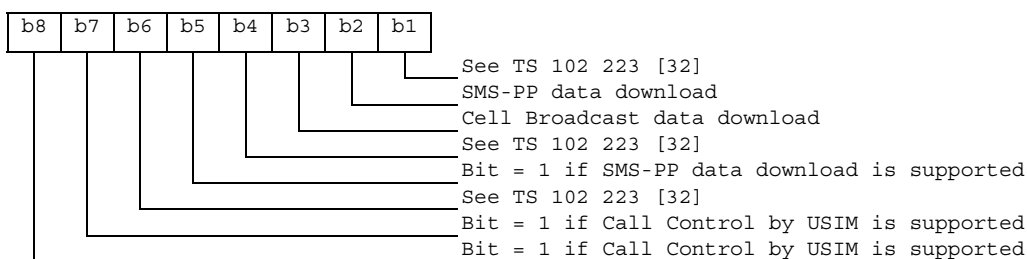 b8 b7 b6 b5 b4 b3 b2 b1
See TS 102 223 [32]
SMS-PP data download
Cell Broadcast data download
See TS 102 223 [32]
Bit = 1 if SMS-PP data download is supported
See TS 102 223 [32]
Bit = 1 if Call Control by USIM is supported
Bit = 1 if Call Control by USIM is supported